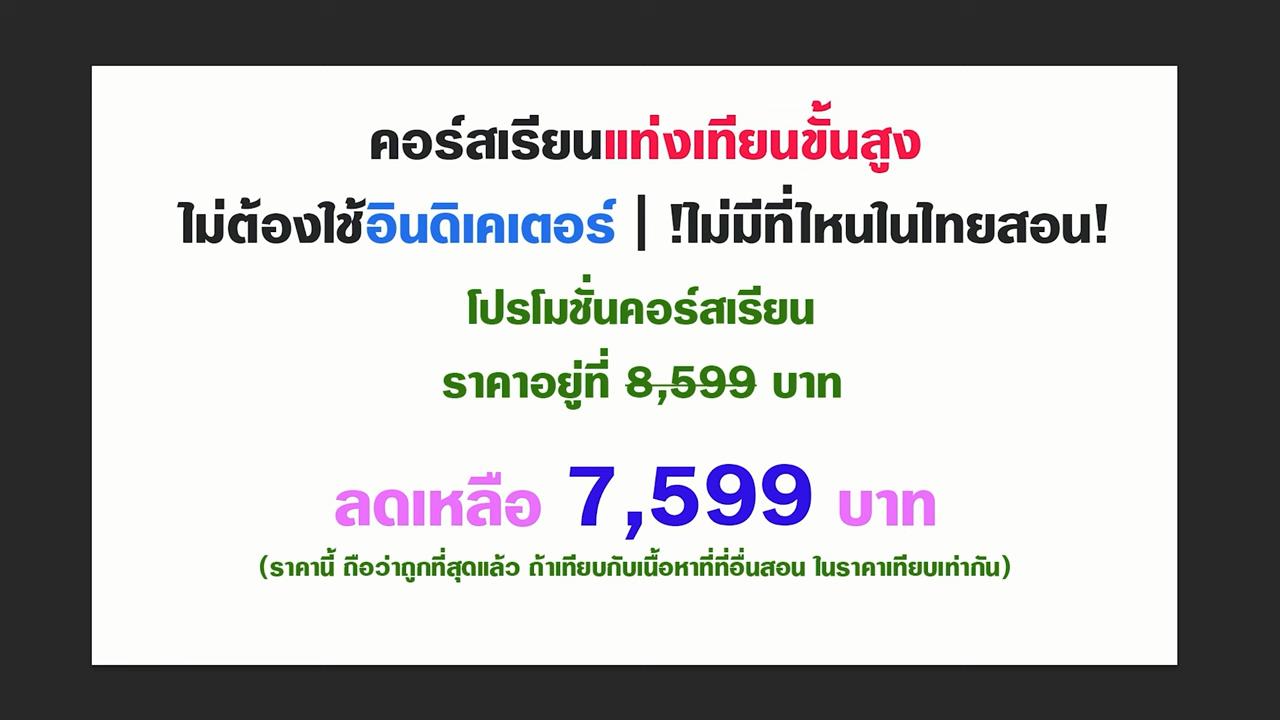 คอร์สเรียนแท่งเทียนขั้นสูง
ไม่ต้องใช้อินดิเคเตอร์ | !ไม่มีที่ไหนในไทยสอน!
โปรโมชั่นคอร์สเรียน
ราคาอยู่ที่ 8,599 บาท
ลดเหลือ 7,599 บาท
(ราคานี้ ถือว่าถูกที่สุดแล้ว ถ้าเทียบกับเนื้อหาที่ที่อื่นสอน ในราคาเทียบเท่ากัน)